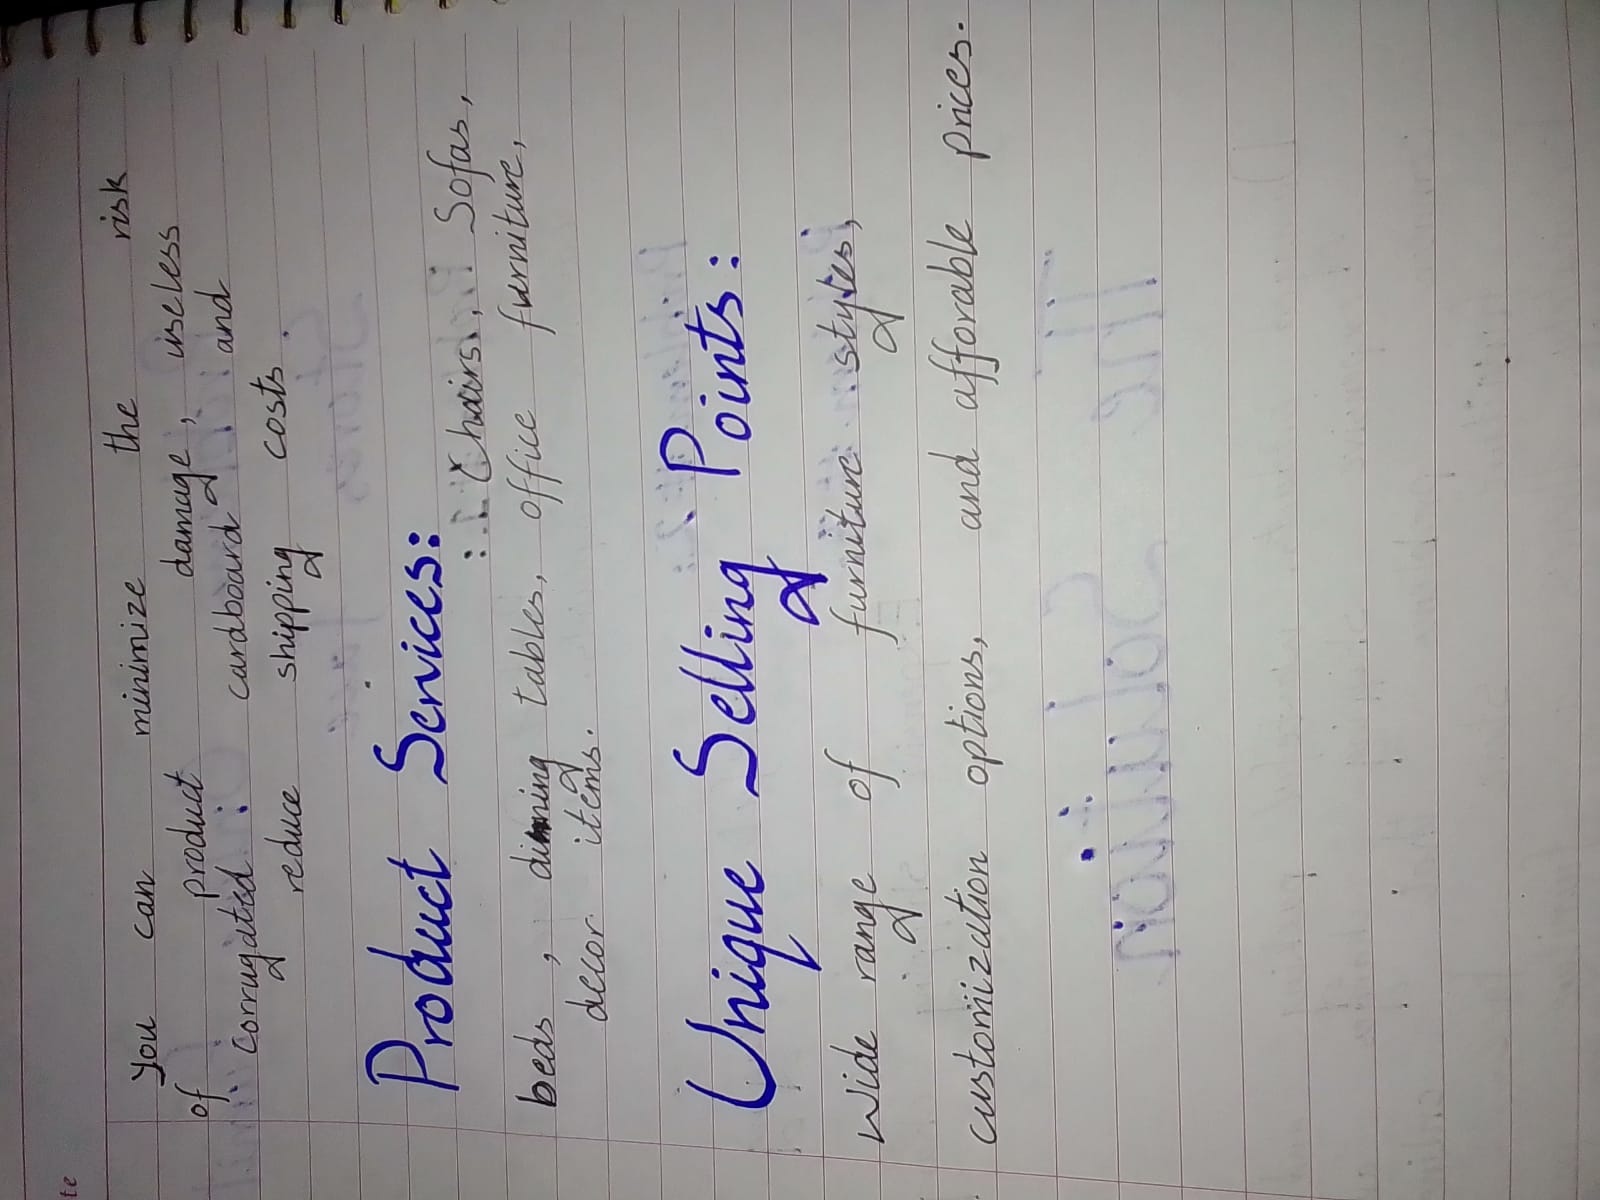 You can minimize the risk
of product damage, useless
corrugated cardboard and
reduce shipping costs.
Product Services:
Chairs, Sofas,
beds, dining tables, office furniture,
decor items.
Unique Selling Points:
Wide range of furniture styles,
customization options, and afforable prices.
te